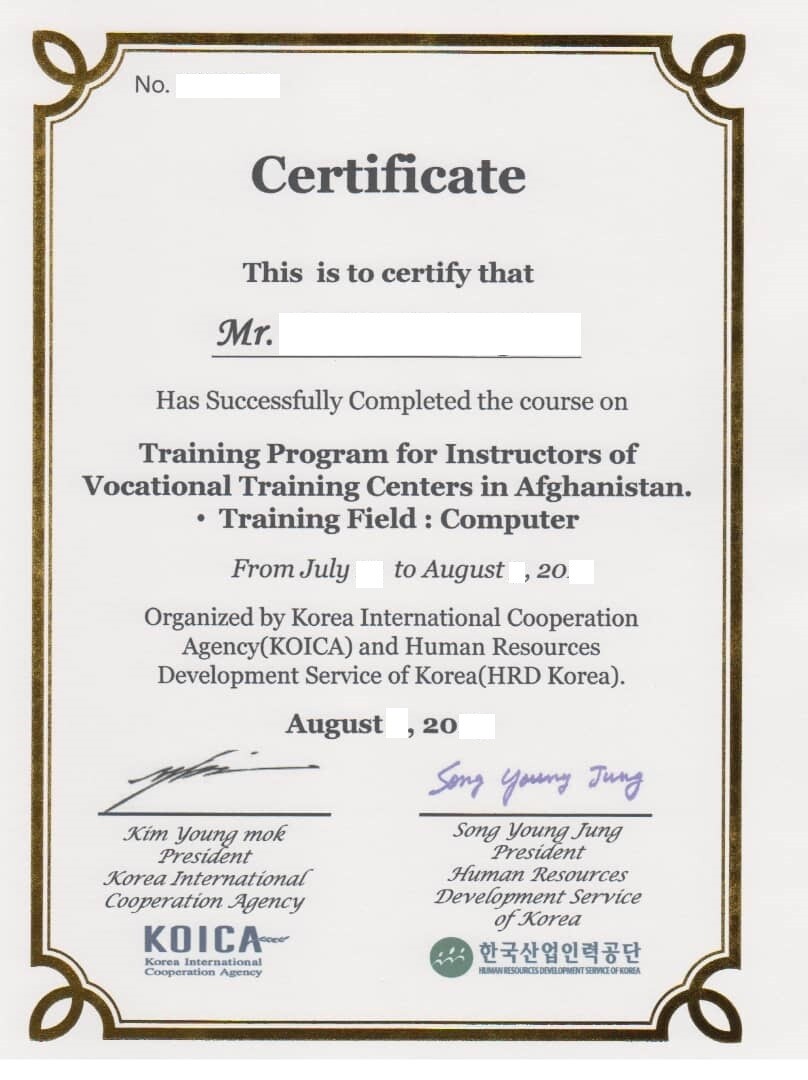 No.
Certificate
This is to certify that
Mr.
Has Successfully Completed the course on
Training Program for Instructors of
Vocational Training Centers in Afghanistan.
• Training Field : Computer
From July to August , 20
Organized by Korea International Cooperation
Agency(KOICA) and Human Resources
Development Service of Korea(HRD Korea).
August , 20
Song Young Jung
Kim Young mok
President
Korea International
Cooperation Agency
Song Young Jung
President
Human Resources
Development Service
of Korea
KOICA
Korea International
Cooperation Agency
한국산업인력공단
HUMAN RESOURCES DEVELOPMENT SERVICE OF KOREA